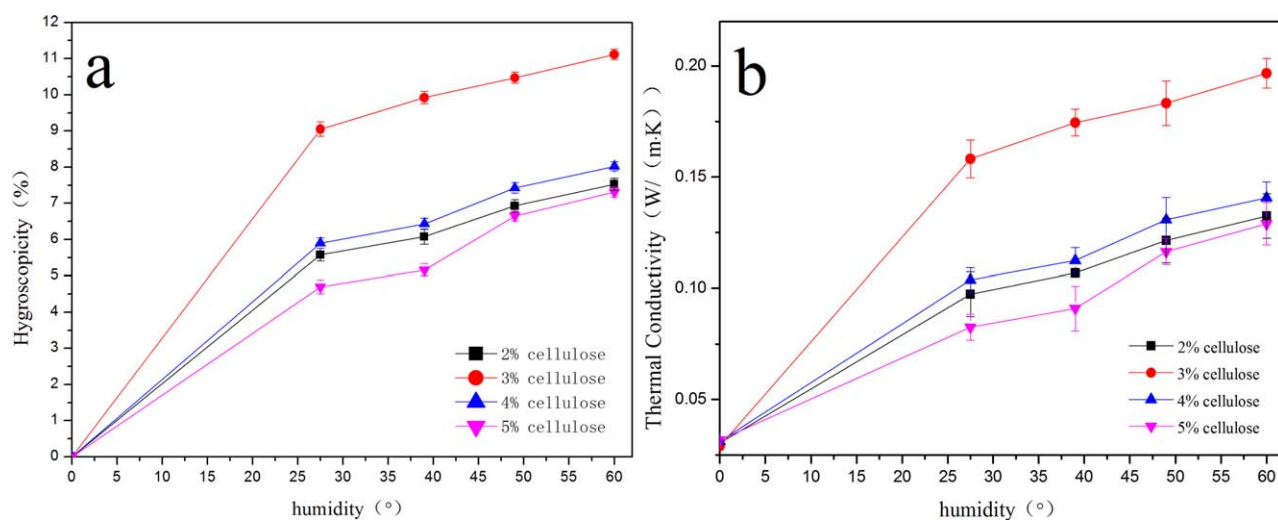 a
Hygroscopicity（%）
12
11
10
9
8
7
6
5
4
3
2
1
0
0 5 10 15 20 25 30 35 40 45 50 55 60
humidity（°）
2% cellulose
3% cellulose
4% cellulose
5% cellulose
b
Thermal Conductivity（W/（m·K）
0.20
0.15
0.10
0.05
0 5 10 15 20 25 30 35 40 45 50 55 60
humidity（°）
2% cellulose
3% cellulose
4% cellulose
5% cellulose